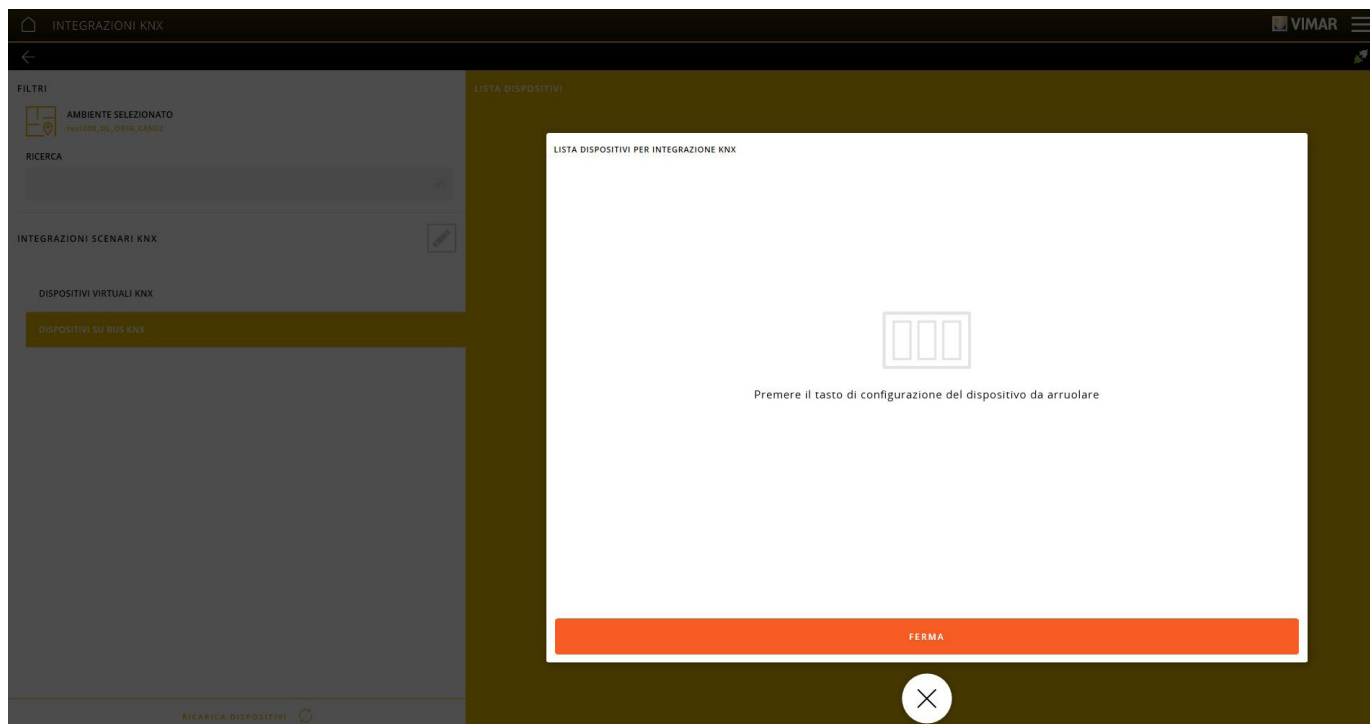 INTEGRAZIONI KNX
VIMAR
FILTRI
LISTA DISPOSITIVI
AMBIENTE SELEZIONATO
RICERCA
LISTA DISPOSITIVI PER INTEGRAZIONE KNX
INTEGRAZIONI SCENARI KNX
DISPOSITIVI VIRTUALI KNX
DISPOSITIVI SU BUS KNX
Premere il tasto di configurazione del dispositivo da arruolare
FERMA
RICARICA DISPOSITIVI